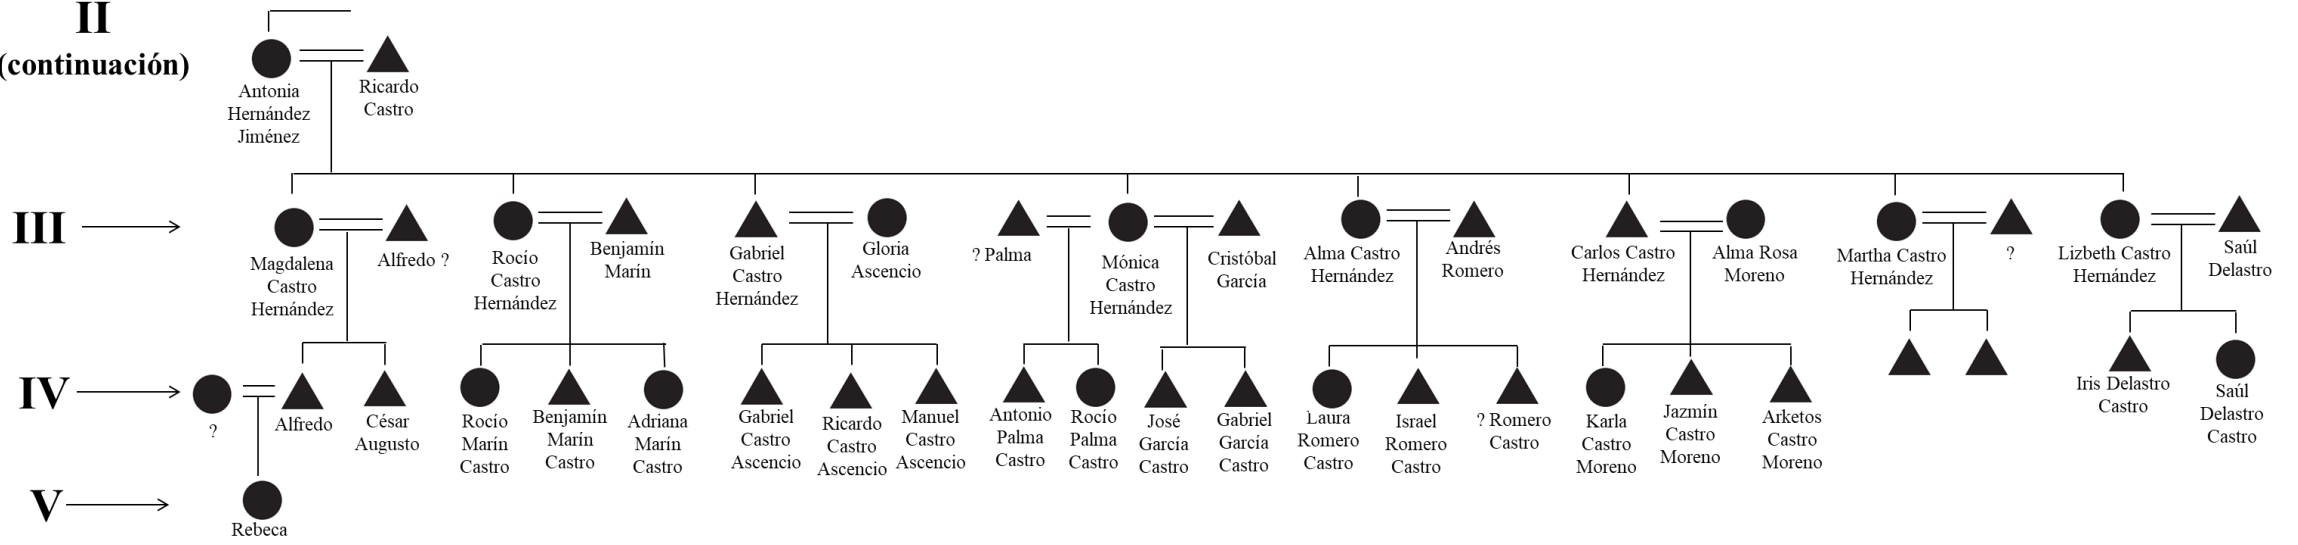 II
(continuación)
Antonia
Hernández
Jiménez
Ricardo
Castro
III
Magdalena
Castro
Hernández
Alfredo ?
Rocío
Castro
Hernández
Benjamín
Marín
Gabriel
Castro
Hernández
Gloria
Ascencio
? Palma
Mónica
Castro
Hernández
Cristóbal
García
Alma Castro
Hernández
Andrés
Romero
Carlos Castro
Hernández
Alma Rosa
Moreno
Martha Castro
Hernández
?
Lizbeth Castro
Hernández
Saúl
Delastro
IV
?
Alfredo
César
Augusto
Rocío
Marín
Castro
Benjamín
Marín
Castro
Adriana
Marín
Castro
Gabriel
Castro
Ascencio
Ricardo
Castro
Ascencio
Manuel
Castro
Ascencio
Antonio
Palma
Castro
Rocío
Palma
Castro
José
García
Castro
Gabriel
García
Castro
Laura
Romero
Castro
Israel
Romero
Castro
? Romero
Castro
Karla
Castro
Moreno
Jazmín
Castro
Moreno
Arketos
Castro
Moreno
Iris Delastro
Castro
Saúl
Delastro
Castro
V
Rebeca